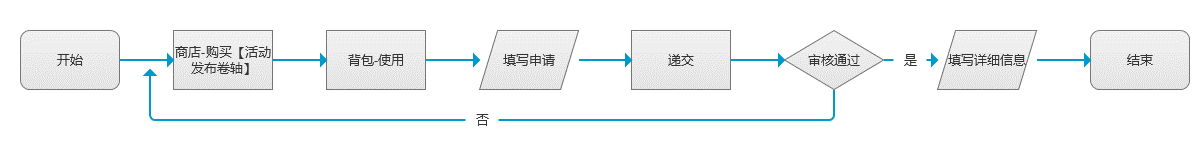 开始
商店-购买【活动
发布卷轴】
背包-使用
填写申请
递交
审核通过
是
填写详细信息
结束
否